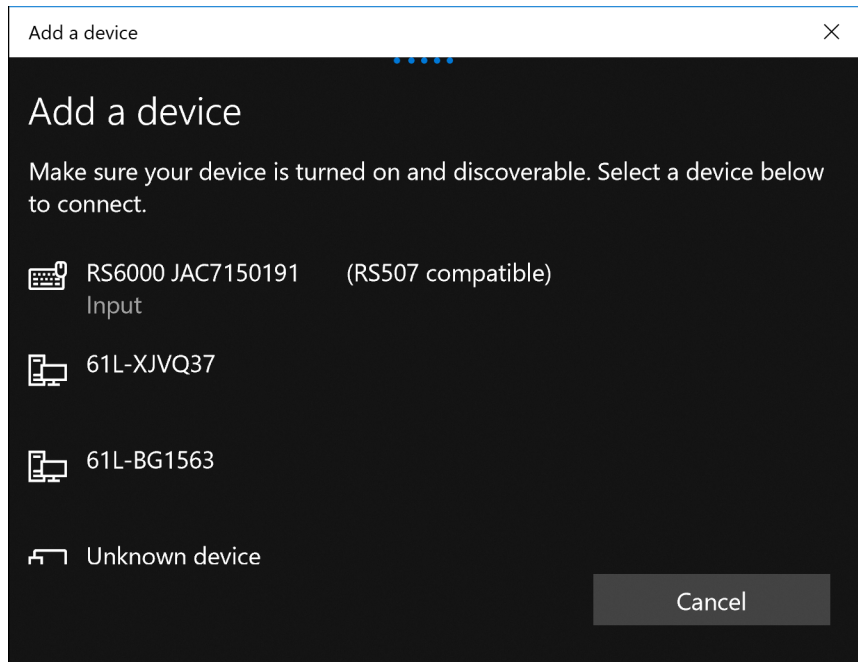 Add a device
Add a device
Make sure your device is turned on and discoverable. Select a device below
to connect.
RS6000 JAC7150191 (RS507 compatible)
Input
61L-XJVQ37
61L-BG1563
Unknown device
Cancel